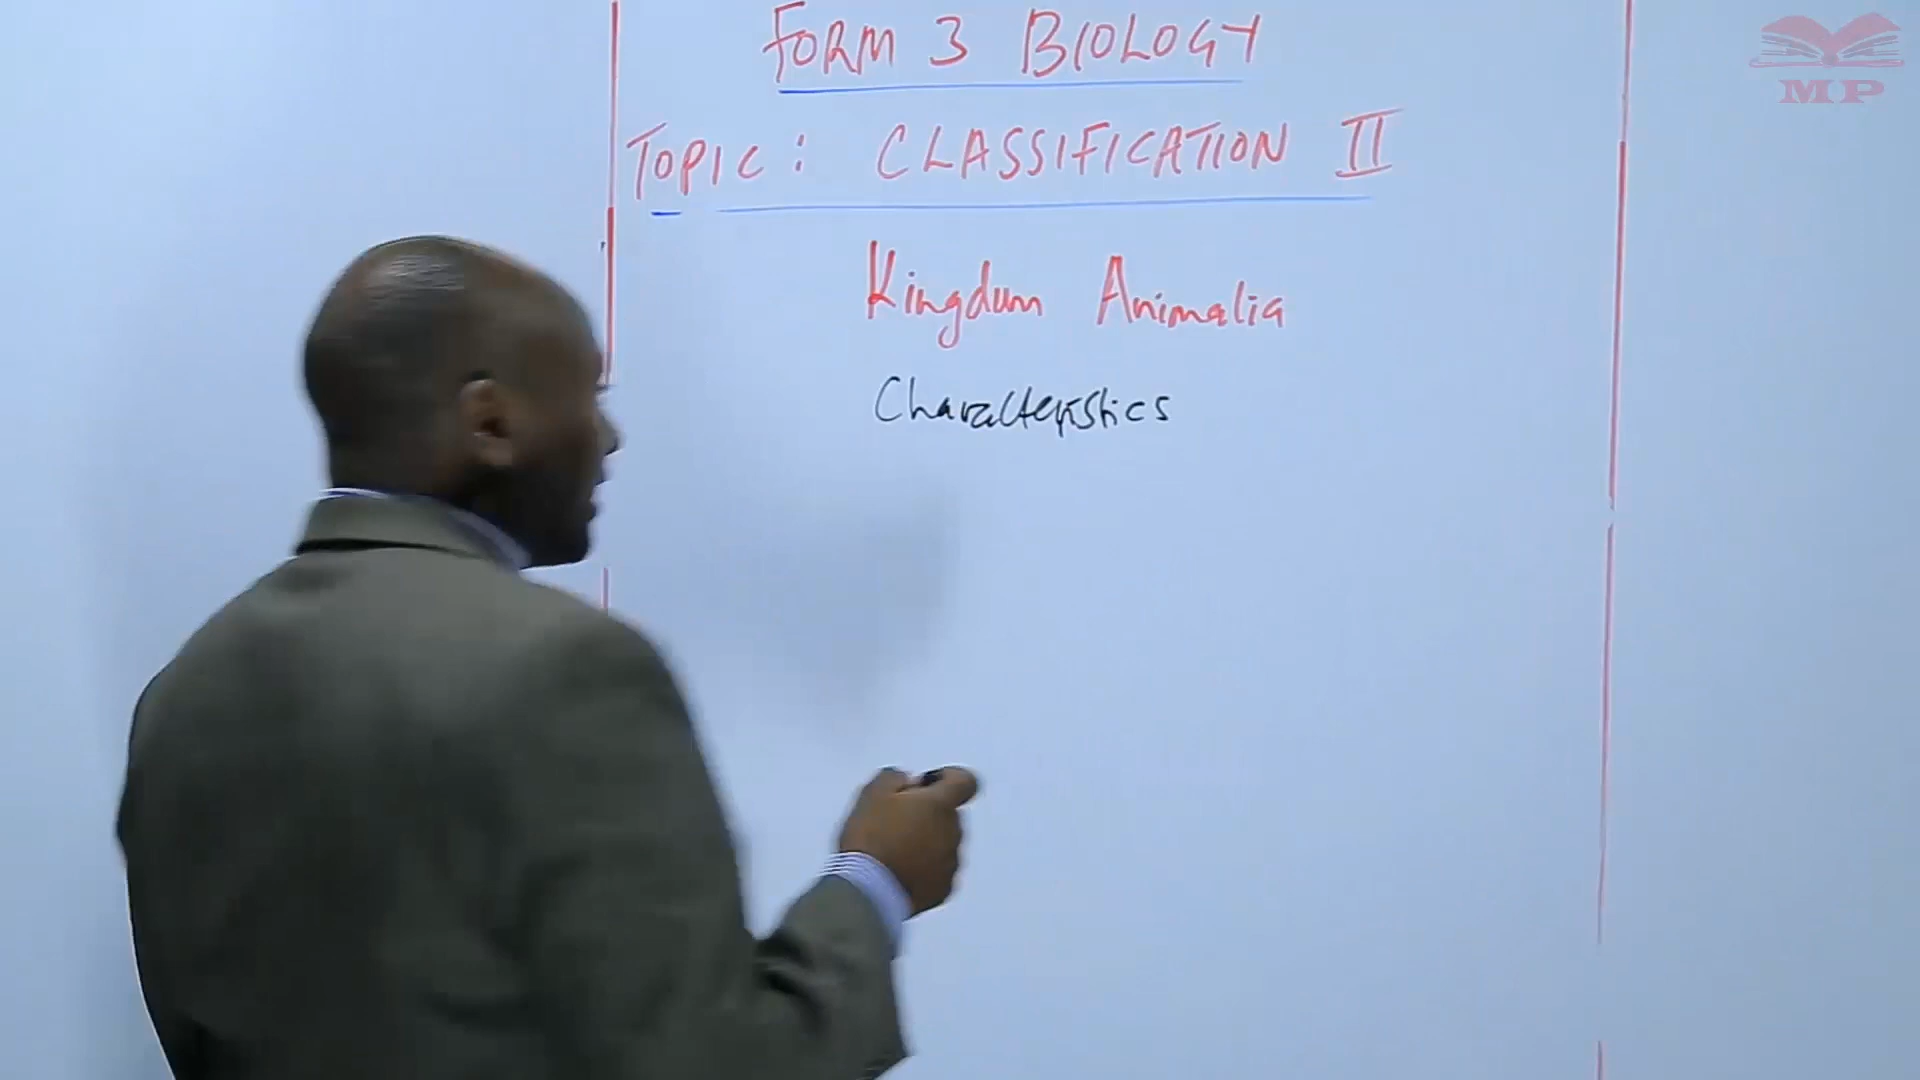 FORM 3 BIOLOGY
TOPIC: CLASSIFICATION II
Kingdom Animalia
Characteristics
MP